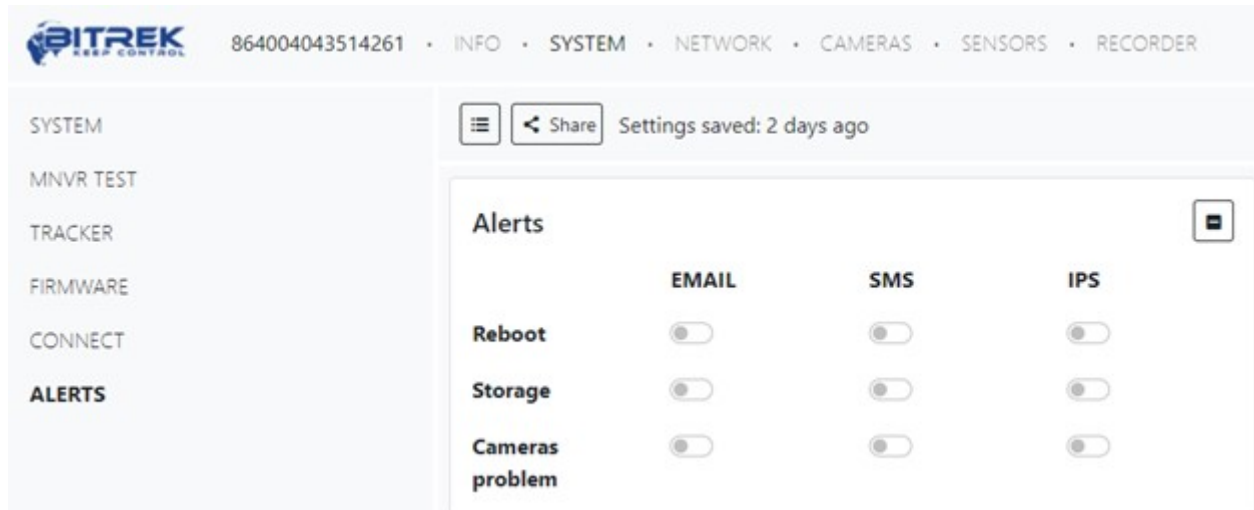 BITREK
KEEP CONTROL
864004043514261 · INFO · SYSTEM · NETWORK · CAMERAS · SENSORS · RECORDER
SYSTEM
MNVR TEST
TRACKER
FIRMWARE
CONNECT
ALERTS
Share Settings saved: 2 days ago
Alerts
EMAIL SMS IPS
Reboot
Storage
Cameras
problem